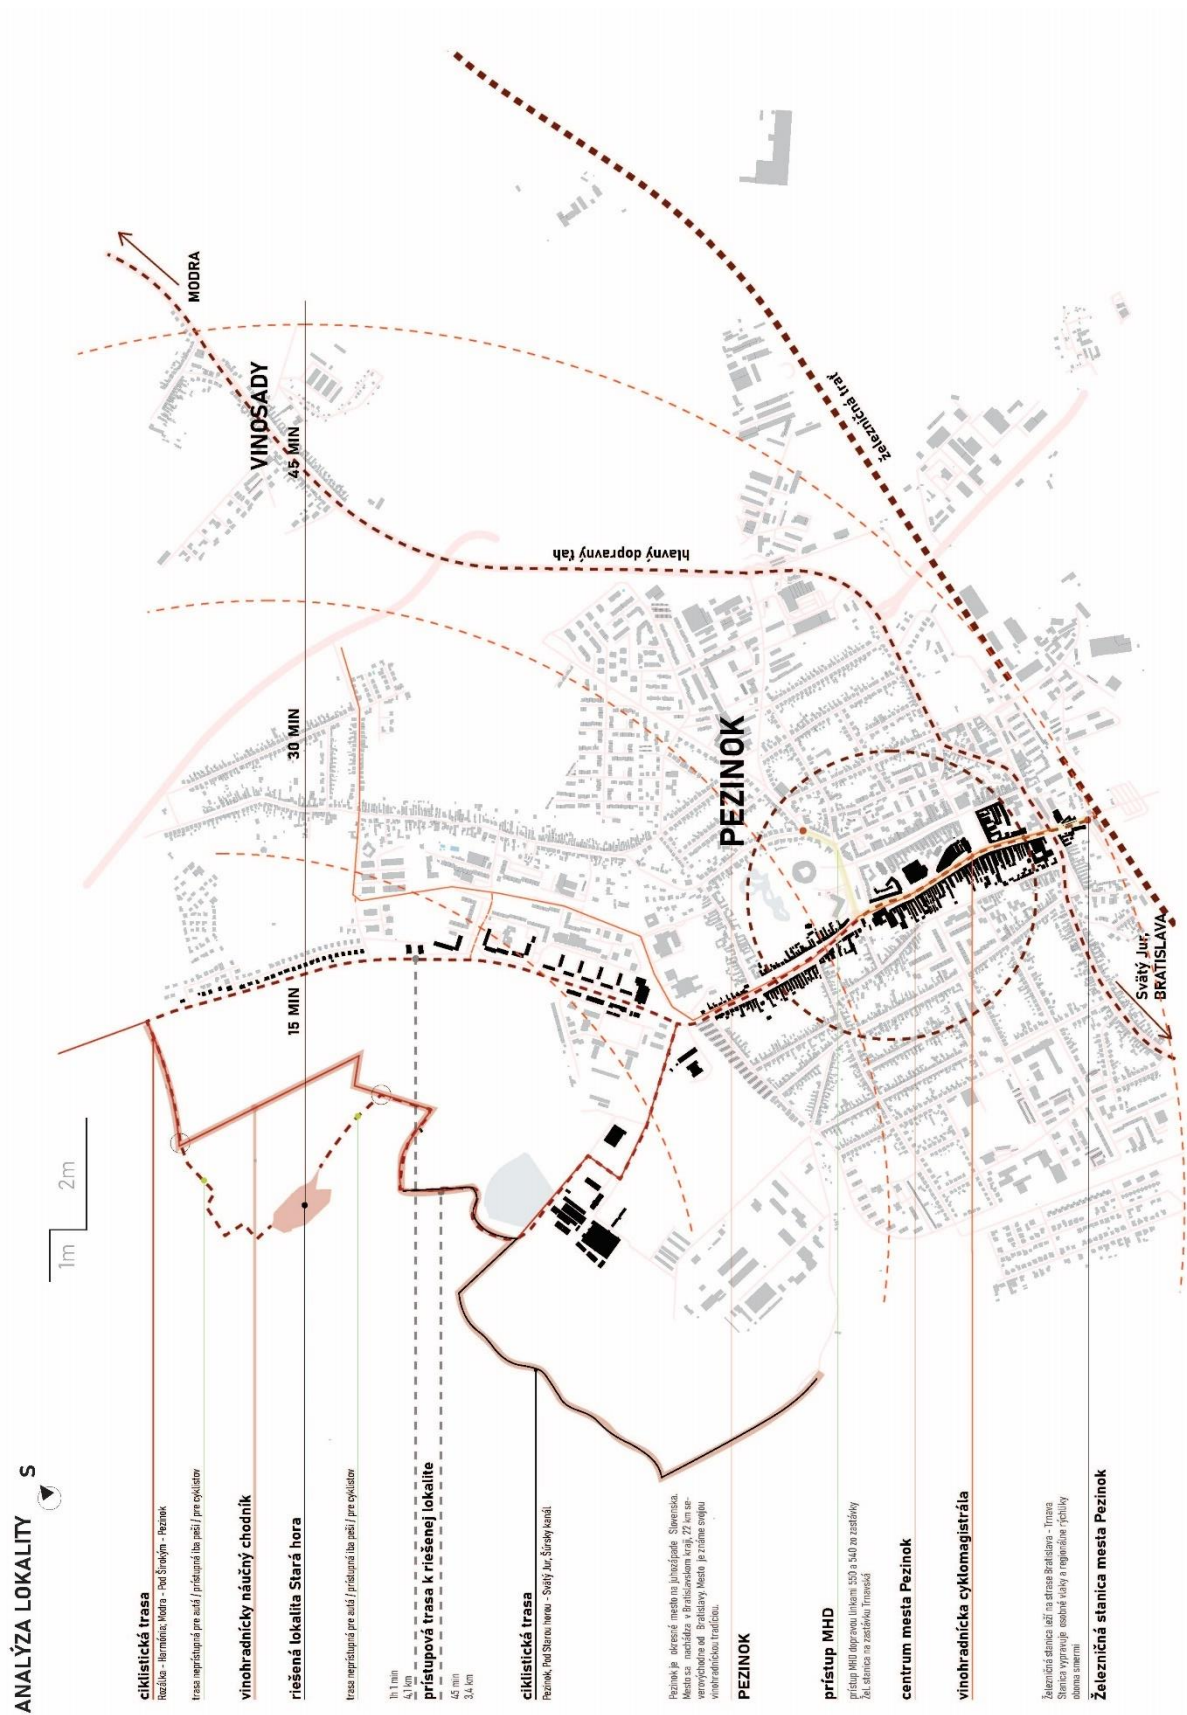 ANALÝZA LOKALITY
S
1m
2m
ciklistická trasa
Rozálka - Harmónia; Modra - Pod Širokým - Pezinok
trasa neprístupná pre autá / prístupná iba peší / pre cyklistov
vinohradnícky náučný chodník
riešená lokalita Stará hora
trasa neprístupná pre autá / prístupná iba peší / pre cyklistov
1h 1 min
4,1 km
prístupová trasa k riešenej lokalite
45 min
3,4 km
ciklistická trasa
Pezinok, Pod Starou horou - Svätý Jur, Šúrsky kanál
Pezinok je okresné mesto na juhozápade Slovenska.
Mesto sa nachádza v Bratislavskom kraji, 22 km se-
verovýchodne od Bratislavy. Mesto je známe svojou
vinohradníckou tradíciou.
PEZINOK
prístup MHD
prístup MHD dopravou linkami 550 a 540 zo zastávky
Žel. stanica na zastávku Trnavská
centrum mesta Pezinok
vinohradnícka cyklomagistrála
Železničná stanica leží na strase Bratislava - Trnava
Stanica vypravuje osobné vlaky a regionálne rýchliky
oboma smermi
Železničná stanica mesta Pezinok
15 MIN
30 MIN
45 MIN
VINOSADY
MODRA
hlavný dopravný ťah
železničná trať
PEZINOK
Svätý Jur,
BRATISLAVA